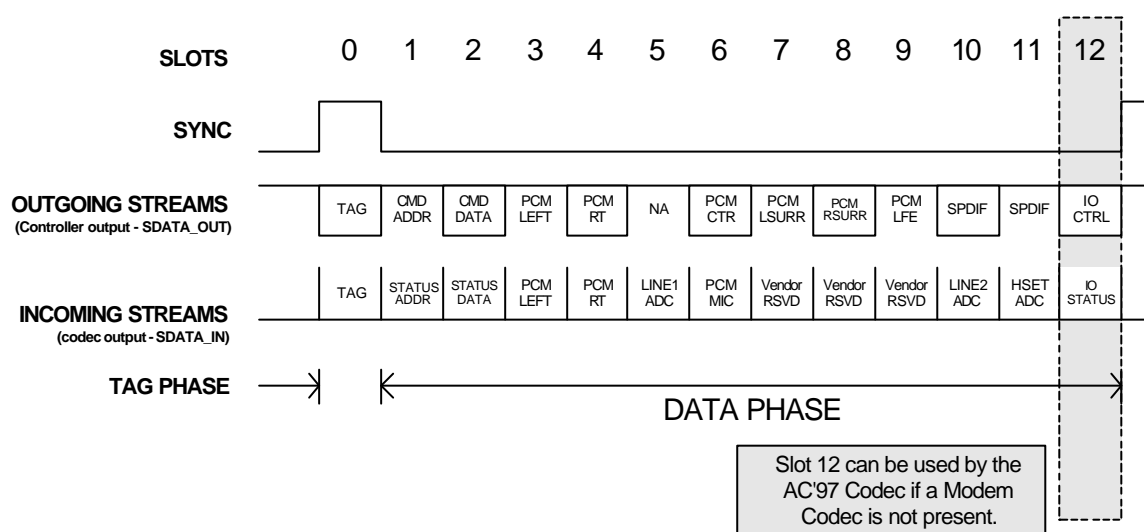 SLOTS 0 1 2 3 4 5 6 7 8 9 10 11 12
SYNC
OUTGOING STREAMS
(Controller output - SDATA_OUT)
TAG
CMD
ADDR
CMD
DATA
PCM
LEFT
PCM
RT
NA
PCM
CTR
PCM
LSURR
PCM
RSURR
PCM
LFE
SPDIF
SPDIF
IO
CTRL
INCOMING STREAMS
(codec output - SDATA_IN)
TAG
STATUS
ADDR
STATUS
DATA
PCM
LEFT
PCM
RT
LINE1
ADC
PCM
MIC
Vendor
RSVD
Vendor
RSVD
Vendor
RSVD
LINE2
ADC
HSET
ADC
IO
STATUS
TAG PHASE
DATA PHASE
Slot 12 can be used by the
AC'97 Codec if a Modem
Codec is not present.